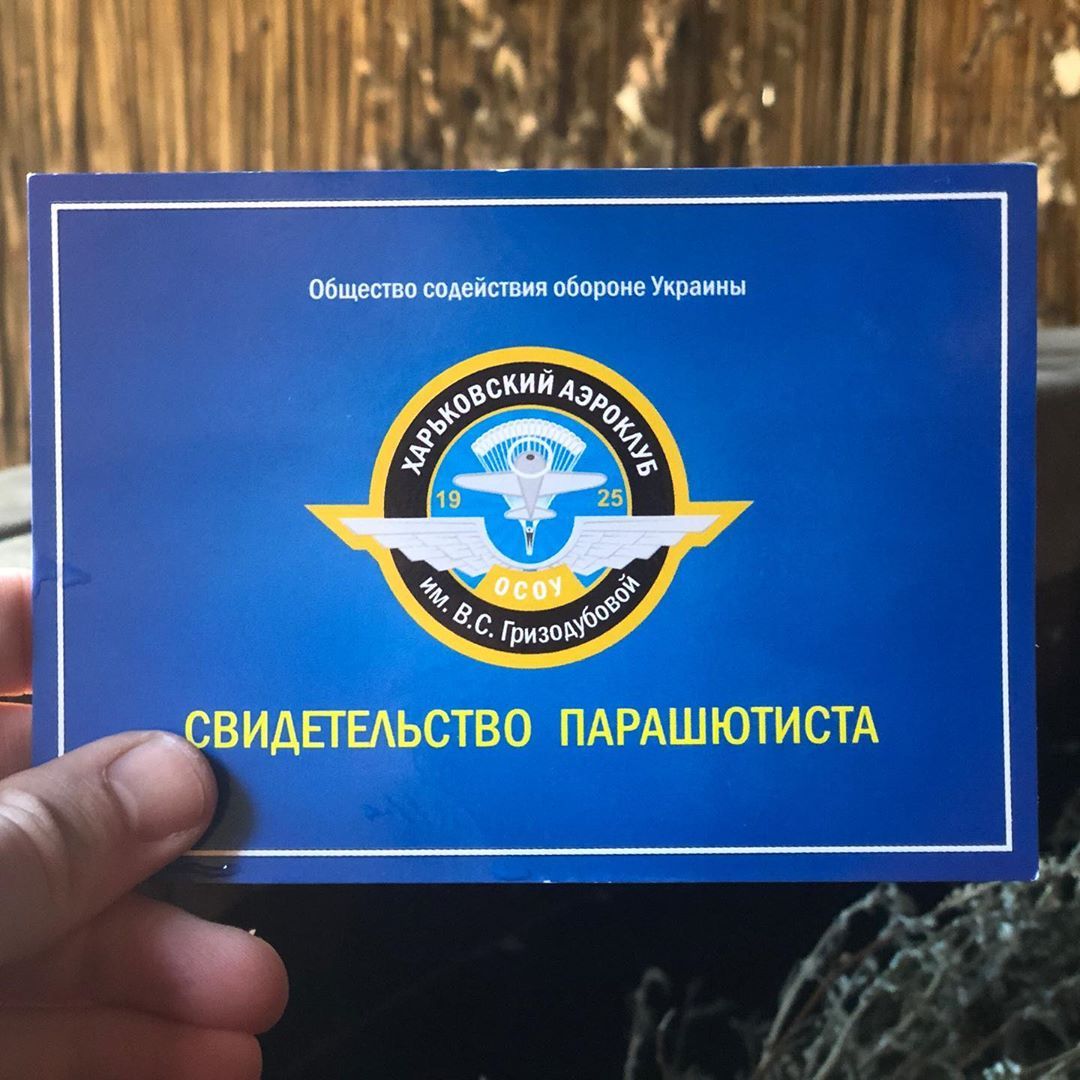 Общество содействия обороне Украины
ХАРЬКОВСКИЙ АЭРОКЛУБ
19 25
ОСОУ
им. В.С. Гризодубовой
СВИДЕТЕЛЬСТВО ПАРАШЮТИСТА